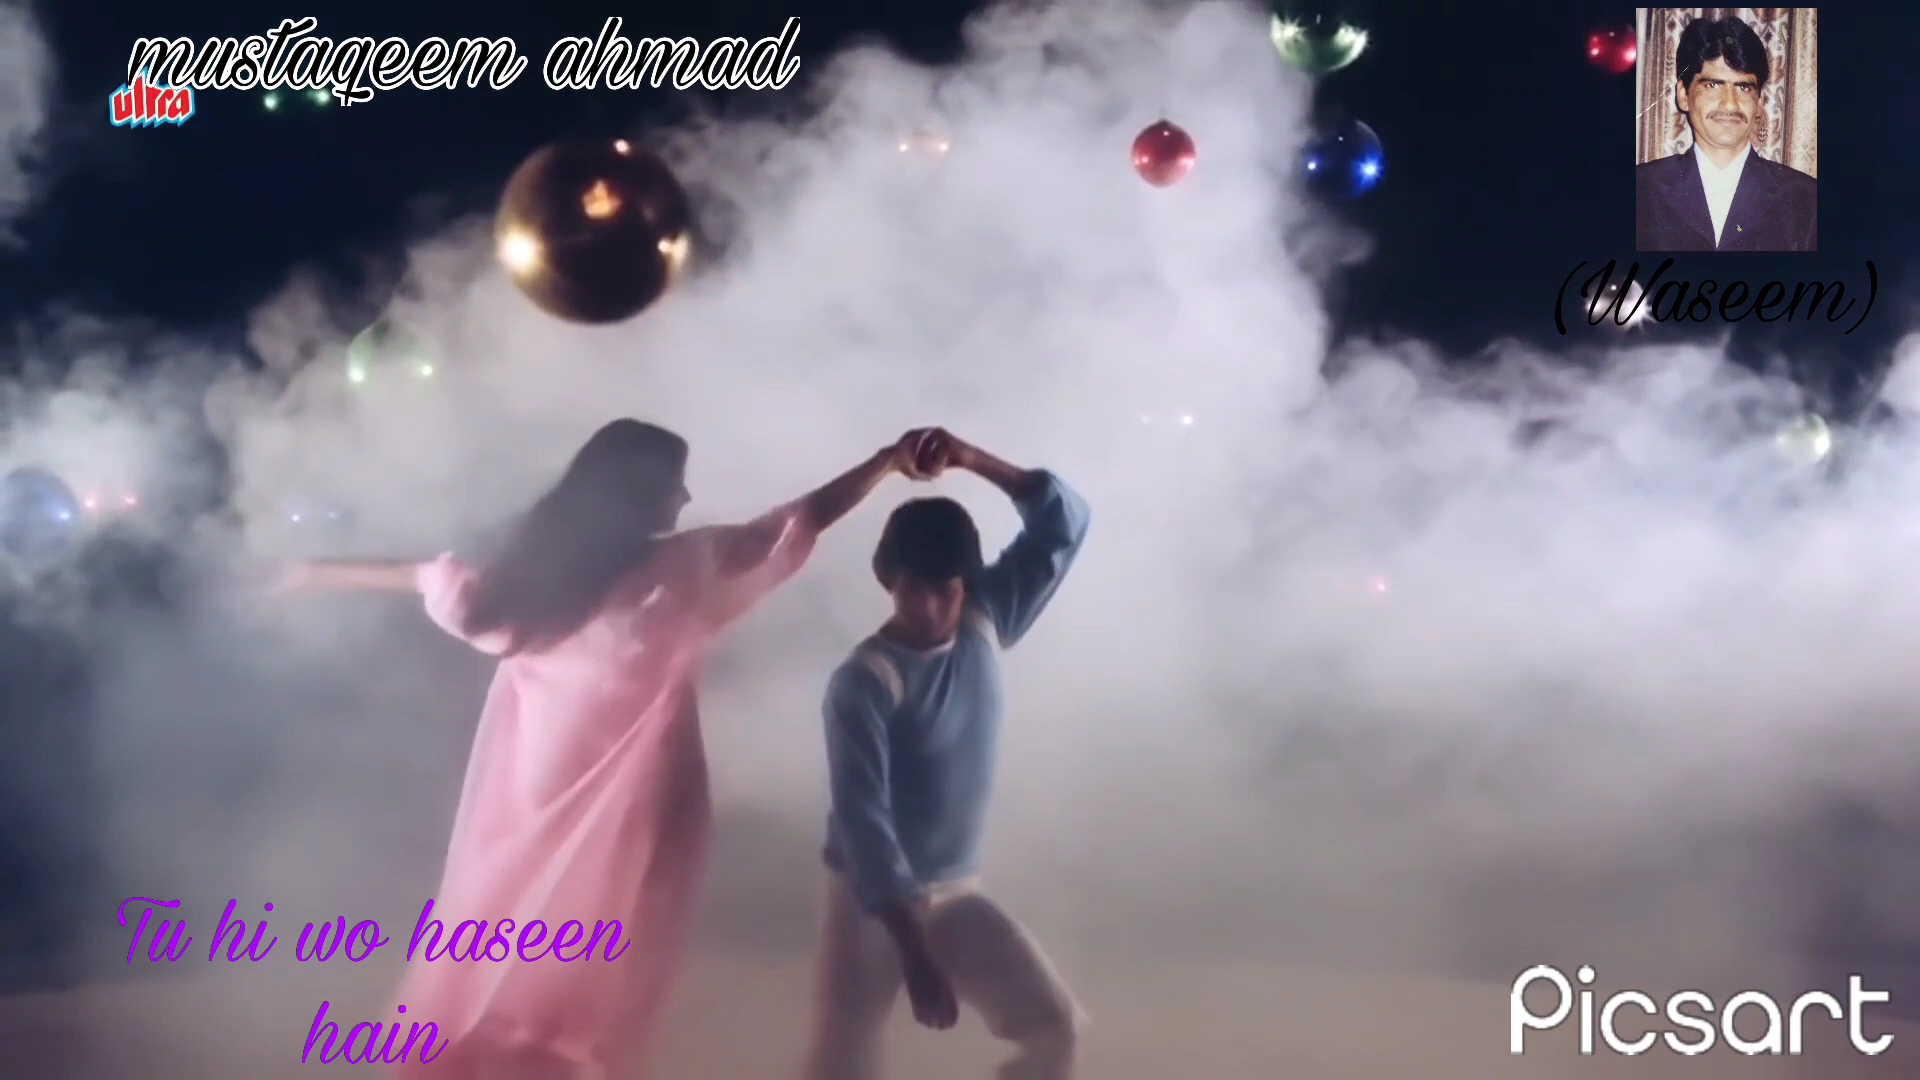 mustaqeem ahmad
ultra
(Waseem)
Tu hi wo haseen
hain
Picsart